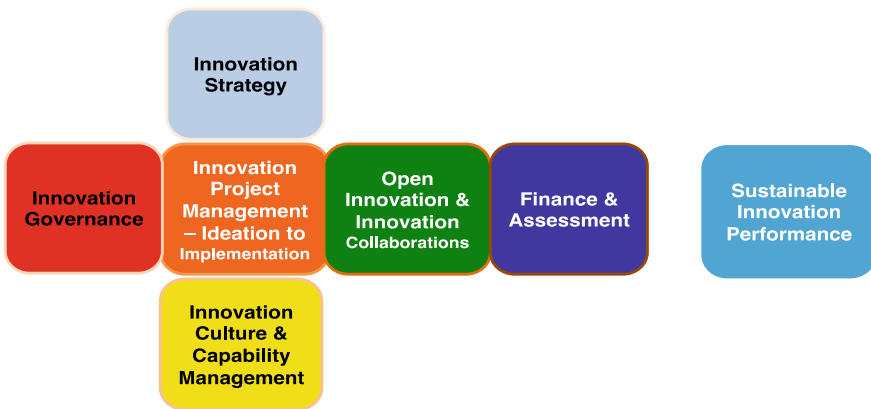 Innovation
Strategy
Innovation
Governance
Innovation
Project
Management
– Ideation to
Implementation
Open
Innovation &
Innovation
Collaborations
Finance &
Assessment
Sustainable
Innovation
Performance
Innovation
Culture &
Capability
Management